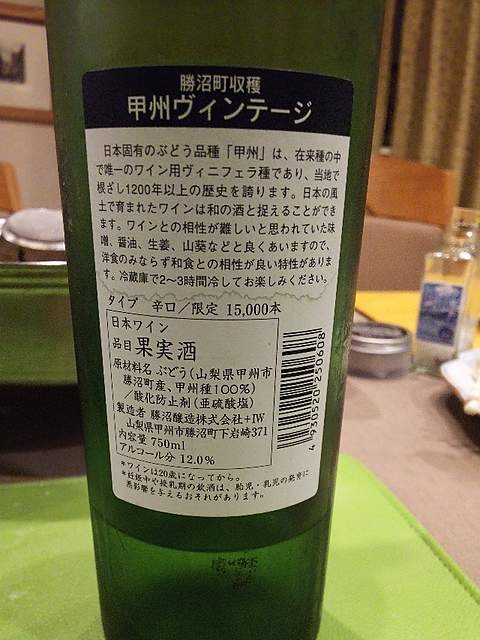 勝沼町収穫
甲州ヴィンテージ
日本固有のぶどう品種「甲州」は、在来種の中
で唯一のワイン用ヴィニフェラ種であり、当地で
根ざし1200年以上の歴史を誇ります。日本の風
土で育まれたワインは和の酒と捉えることができ
ます。ワインとの相性が難しいと思われていた味
噌、醤油、生姜、山葵などと良くあいますので、
洋食のみならず和食との相性が良い特性がありま
す。冷蔵庫で2〜3時間冷してお楽しみください。
タイプ 辛口/限定 15,000本
日本ワイン
品目 果実酒
原材料名 ぶどう(山梨県甲州市
勝沼町産、甲州種100%)
/酸化防止剤(亜硫酸塩)
製造者 勝沼醸造株式会社+IW
山梨県甲州市勝沼町下岩崎371
内容量 750ml
アルコール分 12.0%
4 930520 250608
*ワインは20歳になってから。
*妊娠中や授乳期の飲酒は、胎児・乳児の発育に
悪影響を与えるおそれがあります。